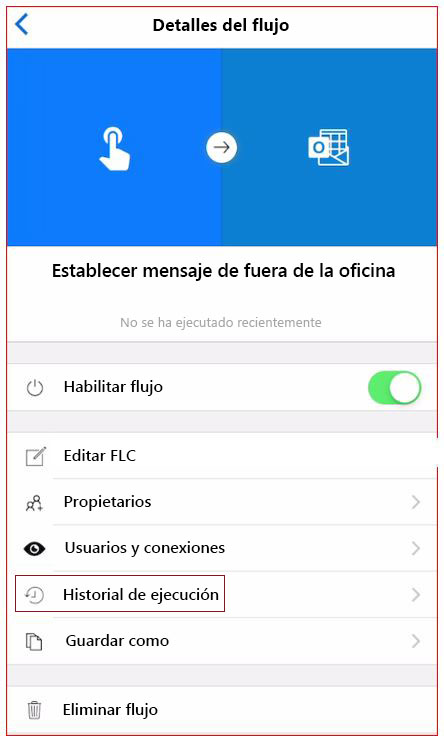 Detalles del flujo
Establecer mensaje de fuera de la oficina
No se ha ejecutado recientemente
Habilitar flujo
Editar FLC
Propietarios
Usuarios y conexiones
Historial de ejecución
Guardar como
Eliminar flujo